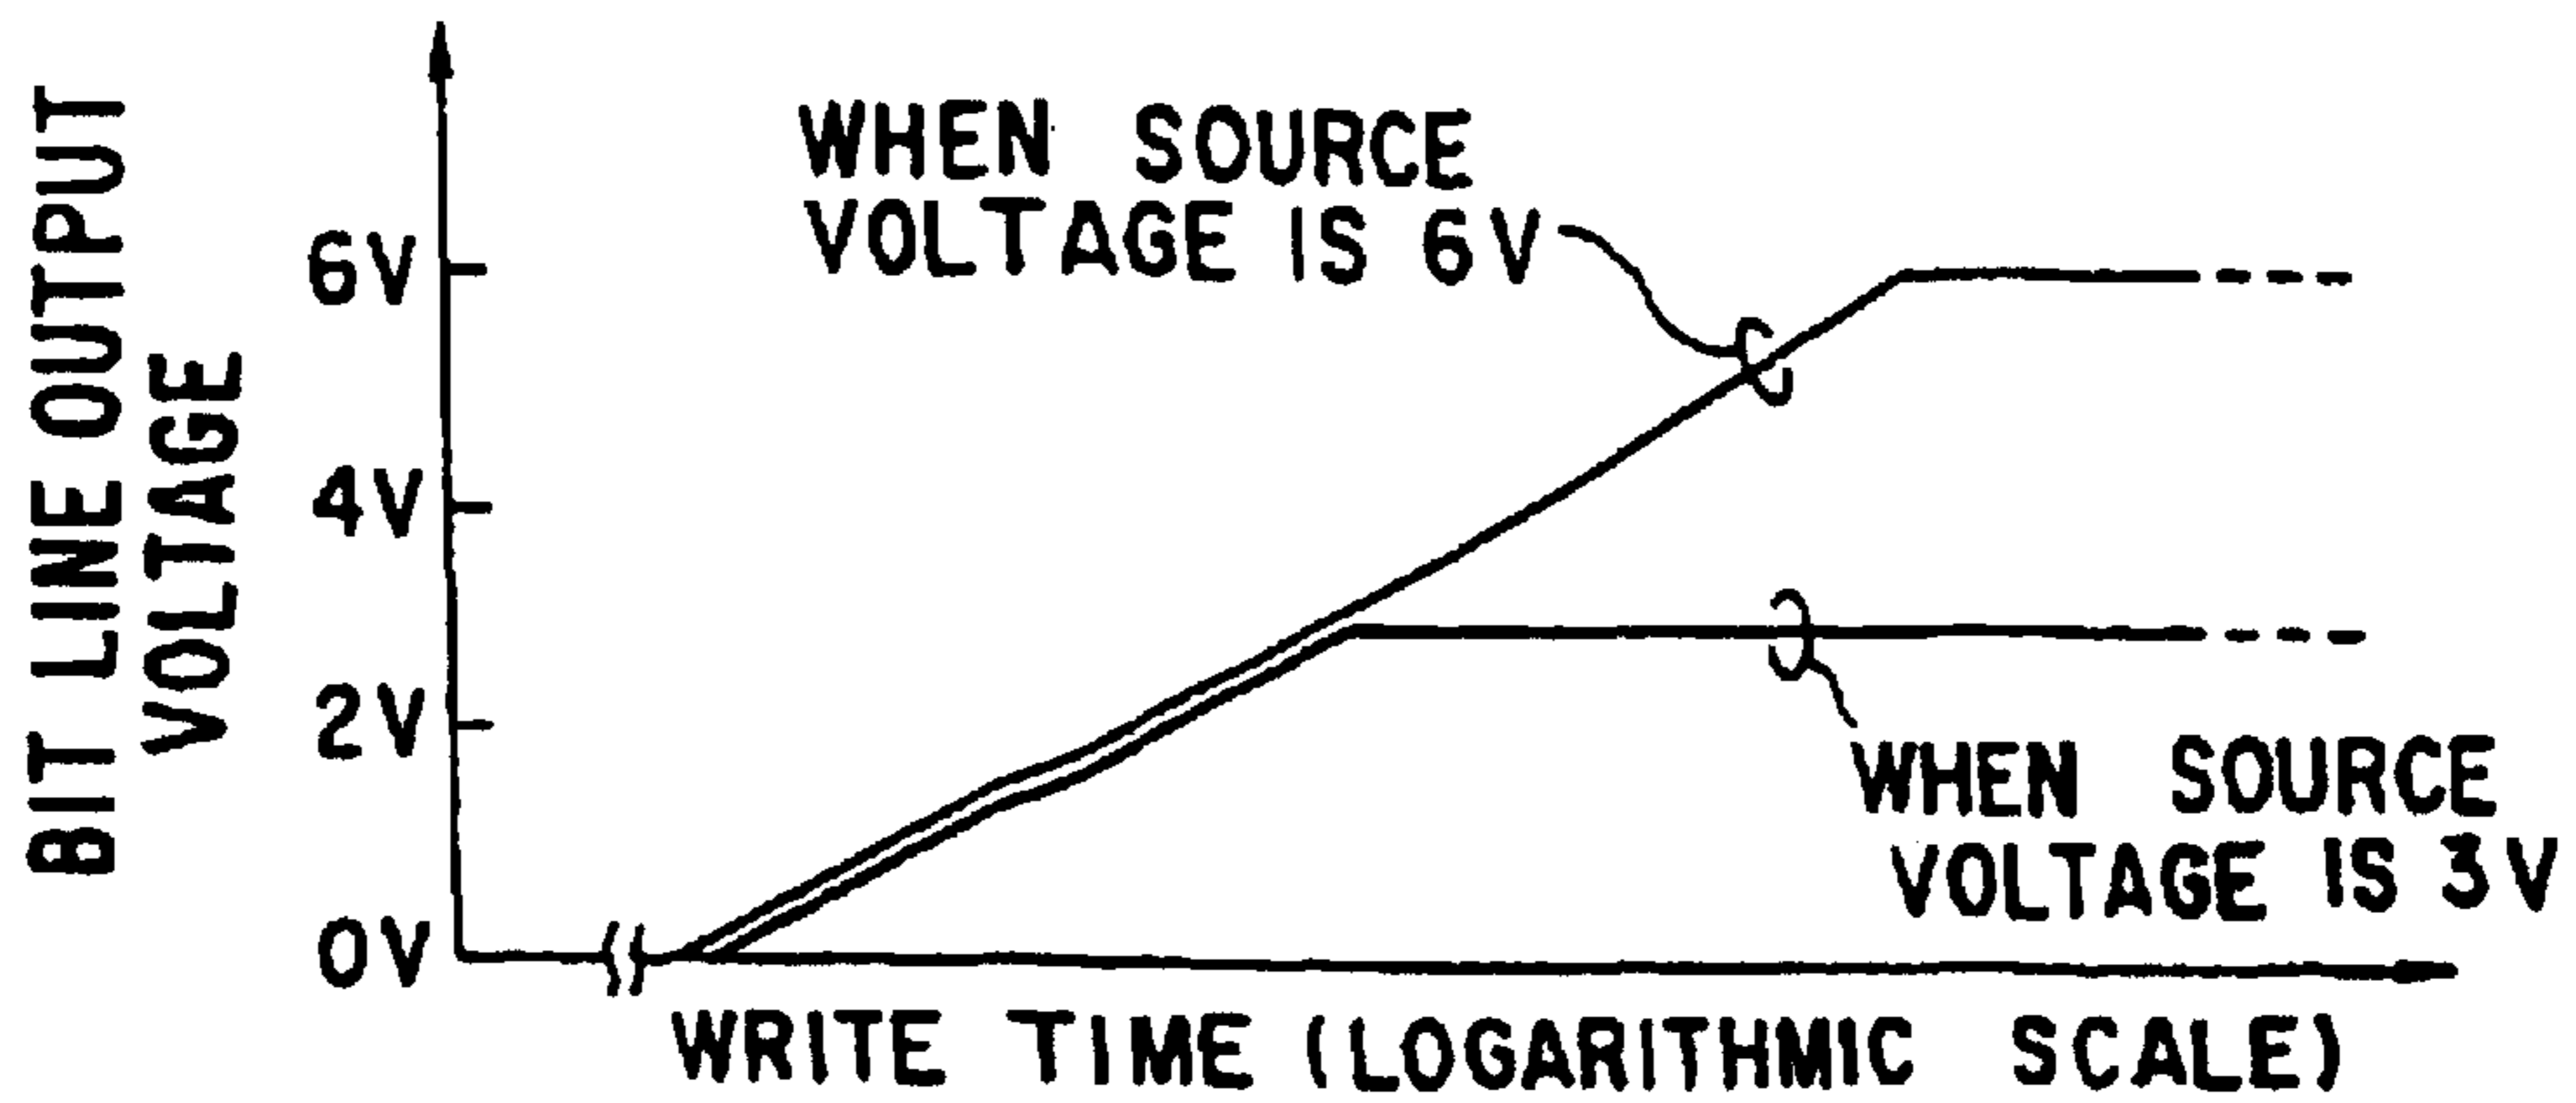 BIT LINE OUTPUT
VOLTAGE
6V
4V
2V
0V
WHEN SOURCE
VOLTAGE IS 6V
WHEN SOURCE
VOLTAGE IS 3V
WRITE TIME (LOGARITHMIC SCALE)